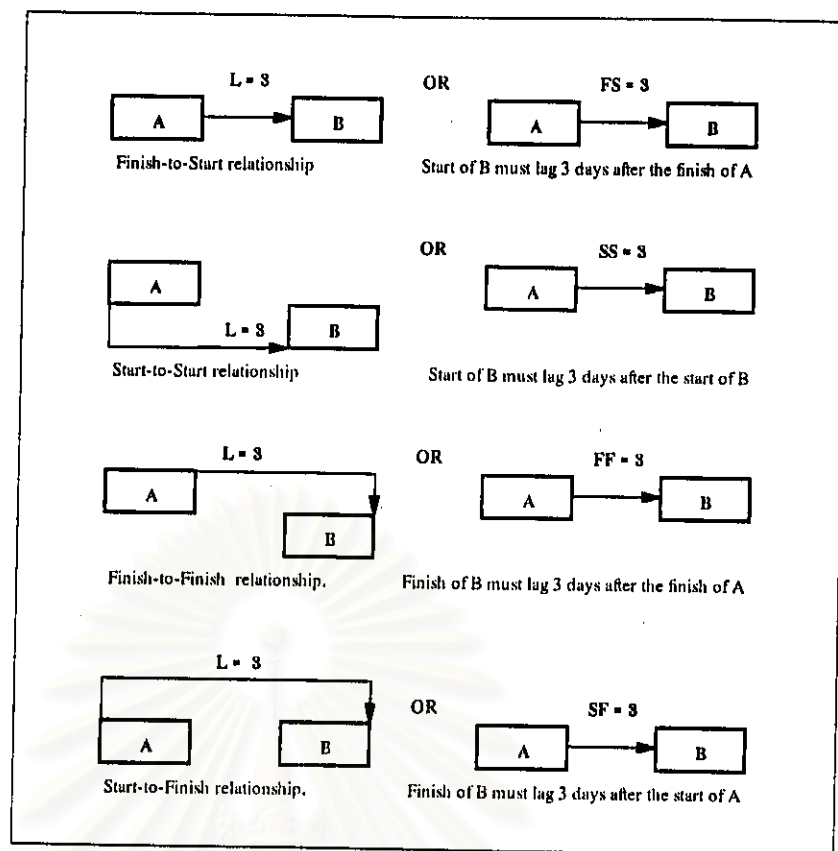 L = 3 OR FS = 3
A B A B
Finish-to-Start relationship Start of B must lag 3 days after the finish of A
OR SS = 3
A A B
L = 3 B
Start-to-Start relationship Start of B must lag 3 days after the start of B
L = 3 OR FF = 3
A A B
B
Finish-to-Finish relationship. Finish of B must lag 3 days after the finish of A
L = 3
OR SF = 3
A B A B
Start-to-Finish relationship. Finish of B must lag 3 days after the start of A